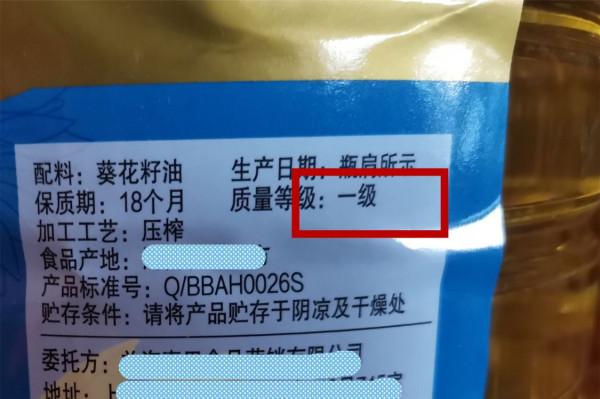 配料：葵花籽油 生产日期：瓶肩所示
保质期：18个月 质量等级：一级
加工工艺：压榨
食品产地：
产品标准号：Q/BBAH0026S
贮存条件：请将产品贮存于阴凉及干燥处
委托方：
地址：上